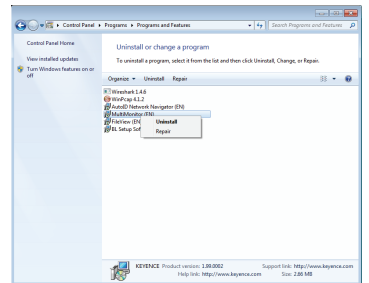 Control Panel ▸ Programs ▸ Programs and Features
Search Programs and Features
Control Panel Home
View installed updates
Turn Windows features on or
off
Uninstall or change a program
To uninstall a program, select it from the list and then click Uninstall, Change, or Repair.
Organize
Uninstall
Repair
Wireshark 1.4.6
WinPcap 4.1.2
AutoID Network Navigator (EN)
MultiMonitor (EN)
FileView (EN
BL Setup Sof
Uninstall
Repair
KEYENCE Product version: 1.99.0002
Support link: http://www.keyence.com
Help link: http://www.keyence.com
Size: 2.86 MB